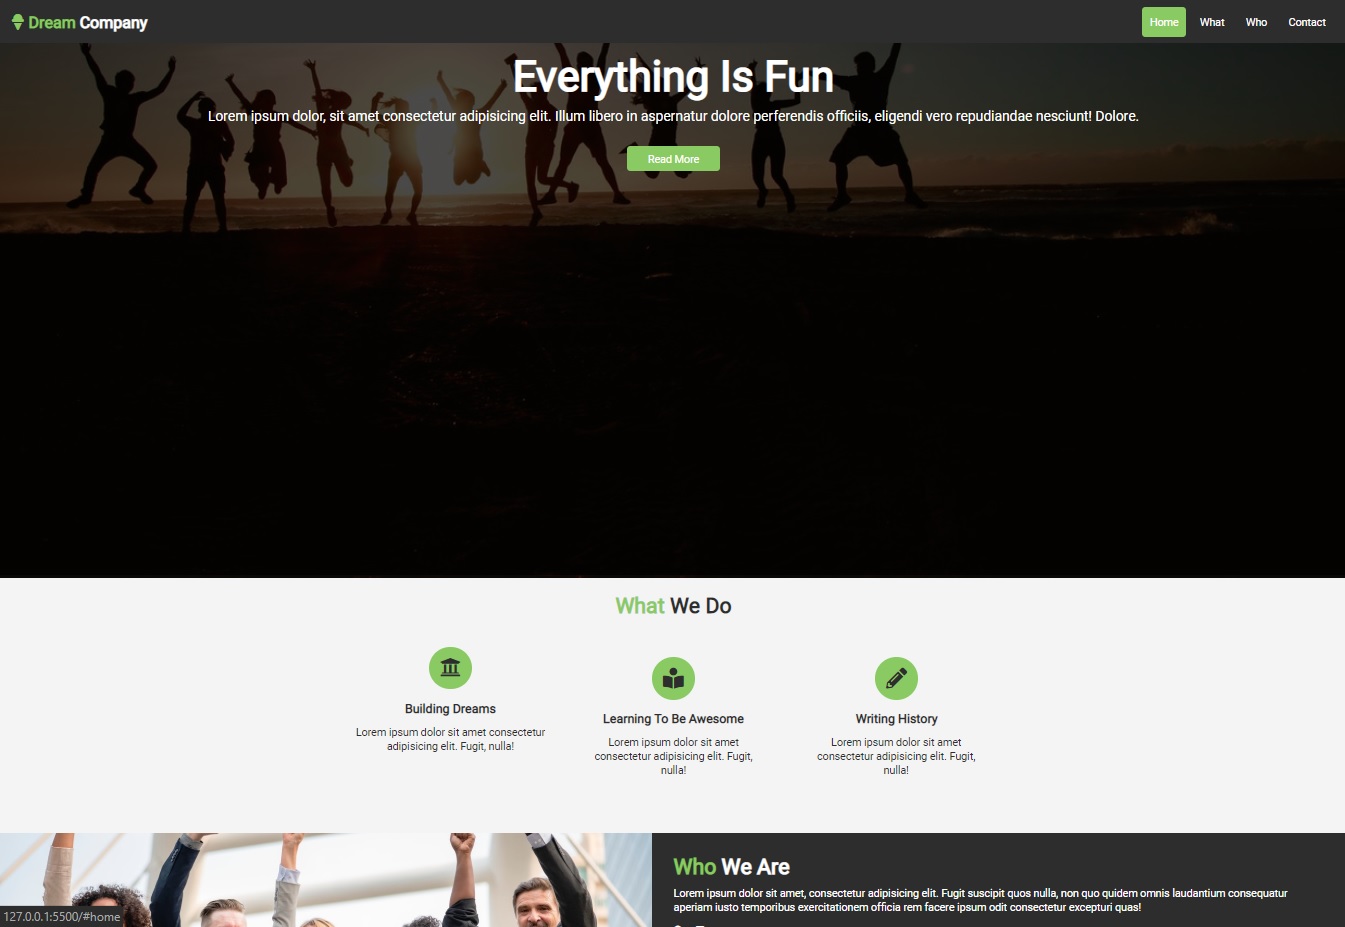 Dream Company
Home What Who Contact
Everything Is Fun
Lorem ipsum dolor, sit amet consectetur adipisicing elit. Illum libero in aspernatur dolore perferendis officiis, eligendi vero repudiandae nesciunt! Dolore.
Read More
What We Do
Building Dreams
Lorem ipsum dolor sit amet consectetur
adipisicing elit. Fugit, nulla!
Learning To Be Awesome
Lorem ipsum dolor sit amet
consectetur adipisicing elit. Fugit,
nulla!
Writing History
Lorem ipsum dolor sit amet
consectetur adipisicing elit. Fugit,
nulla!
Who We Are
Lorem ipsum dolor sit amet, consectetur adipisicing elit. Fugit suscipit quos nulla, non quo quidem omnis laudantium consequatur
aperiam iusto temporibus exercitationem officia rem facere ipsum odit consectetur excepturi quas!
127.0.0.1:5500/#home